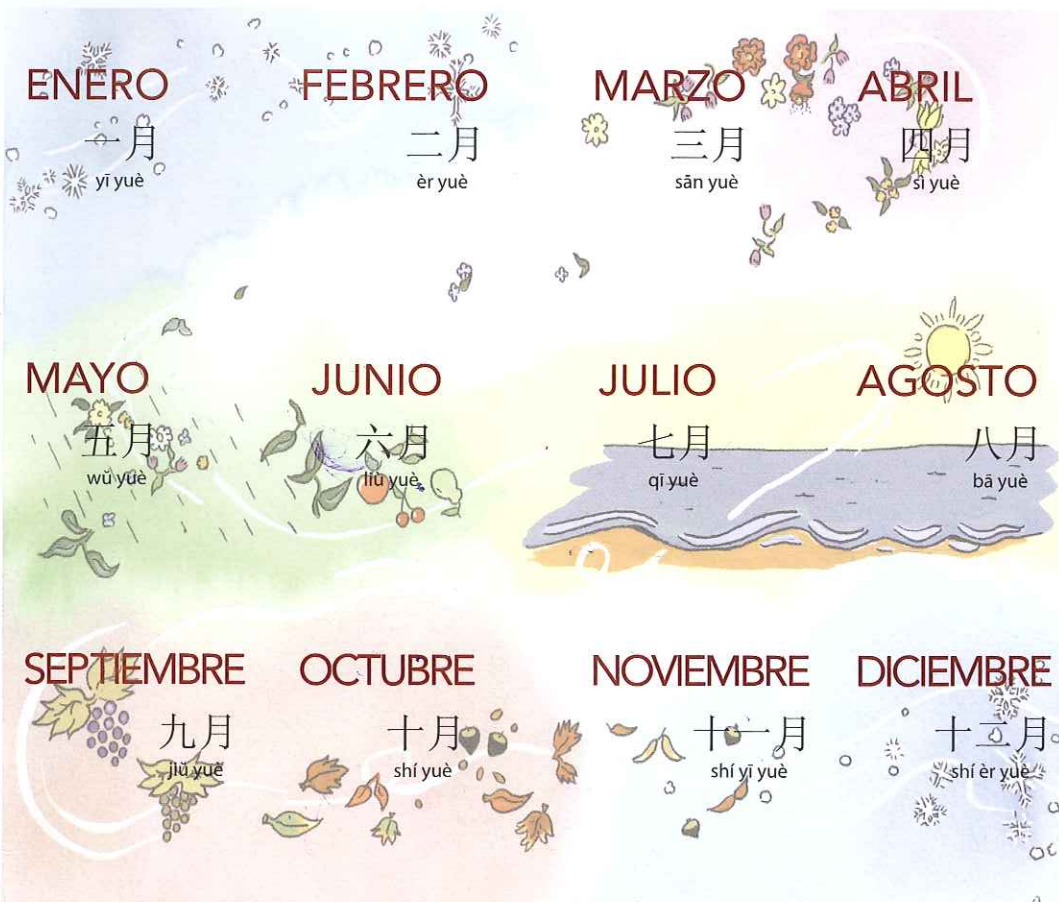 ENERO FEBRERO MARZO ABRIL
一月 二月 三月 四月
yī yuè èr yuè sān yuè sì yuè
MAYO JUNIO JULIO AGOSTO
五月 六月 七月 八月
wǔ yuè liù yuè qī yuè bā yuè
SEPTIEMBRE OCTUBRE NOVIEMBRE DICIEMBRE
九月 十月 十一月 十二月
jiǔ yuè shí yuè shí yī yuè shí èr yuè